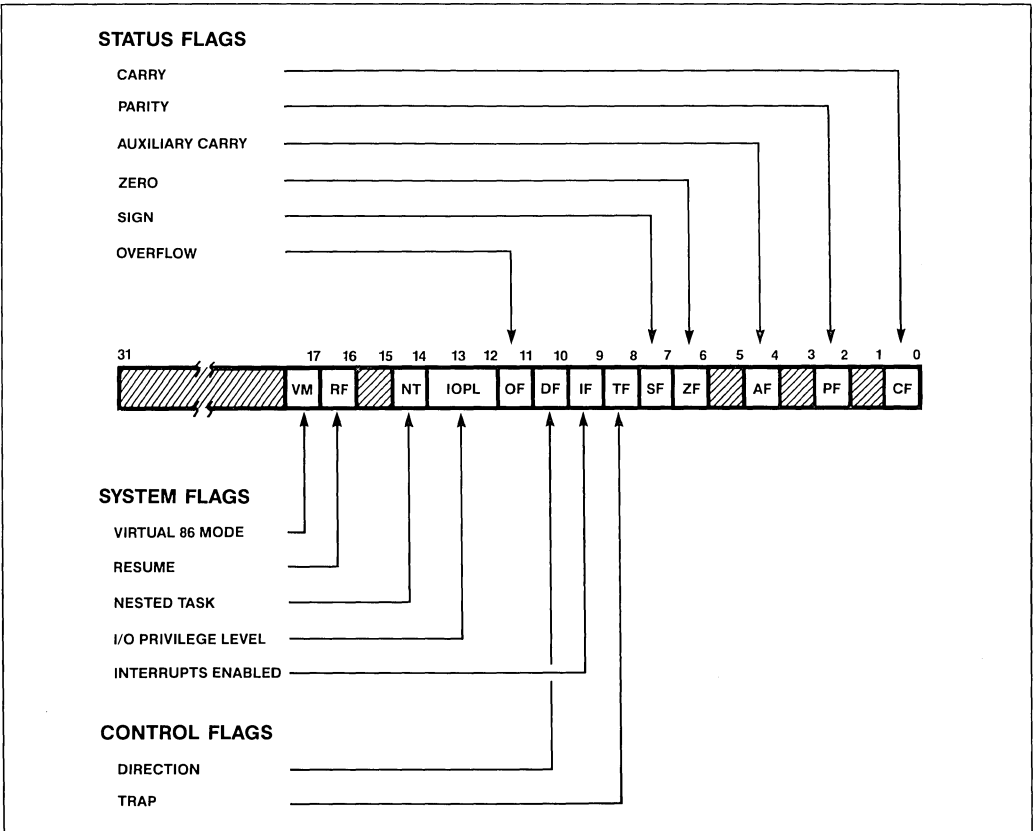 STATUS FLAGS
CARRY
PARITY
AUXILIARY CARRY
ZERO
SIGN
OVERFLOW
31 17 16 15 14 13 12 11 10 9 8 7 6 5 4 3 2 1 0
VM RF NT IOPL OF DF IF TF SF ZF AF PF CF
SYSTEM FLAGS
VIRTUAL 86 MODE
RESUME
NESTED TASK
I/O PRIVILEGE LEVEL
INTERRUPTS ENABLED
CONTROL FLAGS
DIRECTION
TRAP